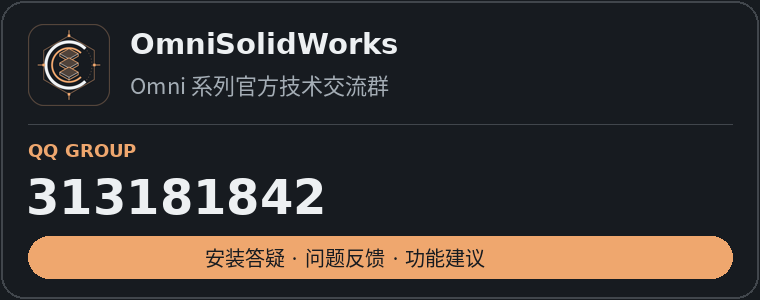 OmniSolidWorks
Omni 系列官方技术交流群
QQ GROUP
313181842
安装答疑 · 问题反馈 · 功能建议